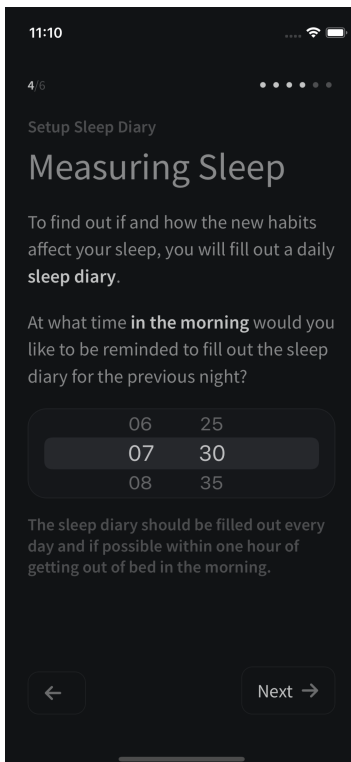 11:10
4/6
Setup Sleep Diary
Measuring Sleep
To find out if and how the new habits
affect your sleep, you will fill out a daily
sleep diary.
At what time in the morning would you
like to be reminded to fill out the sleep
diary for the previous night?
06 25
07 30
08 35
The sleep diary should be filled out every
day and if possible within one hour of
getting out of bed in the morning.
← Next →